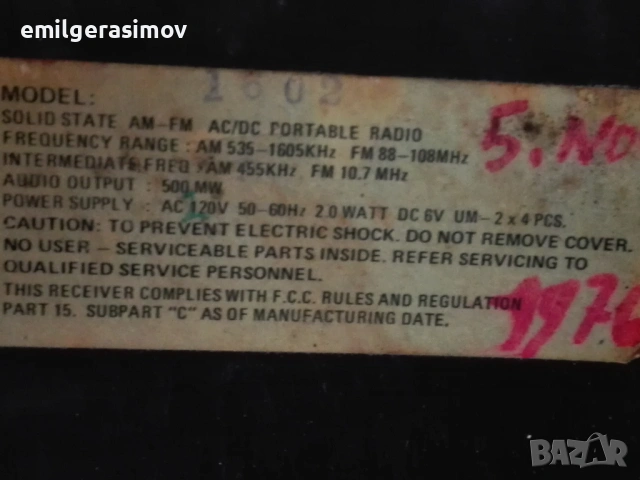 emilgerasimov
1602
MODEL:
SOLID STATE AM-FM AC/DC PORTABLE RADIO
FREQUENCY RANGE : AM 535-1605KHz FM 88-108MHz
INTERMEDIATE FREQ : AM 455KHz FM 10.7 MHz
AUDIO OUTPUT : 500 MW
POWER SUPPLY : AC 120V 50-60Hz 2.0 WATT DC 6V UM-2 x 4 PCS.
CAUTION: TO PREVENT ELECTRIC SHOCK. DO NOT REMOVE COVER.
NO USER - SERVICEABLE PARTS INSIDE. REFER SERVICING TO
QUALIFIED SERVICE PERSONNEL.
THIS RECEIVER COMPLIES WITH F.C.C. RULES AND REGULATION
PART 15. SUBPART "C" AS OF MANUFACTURING DATE.
5. NO
BAZAR